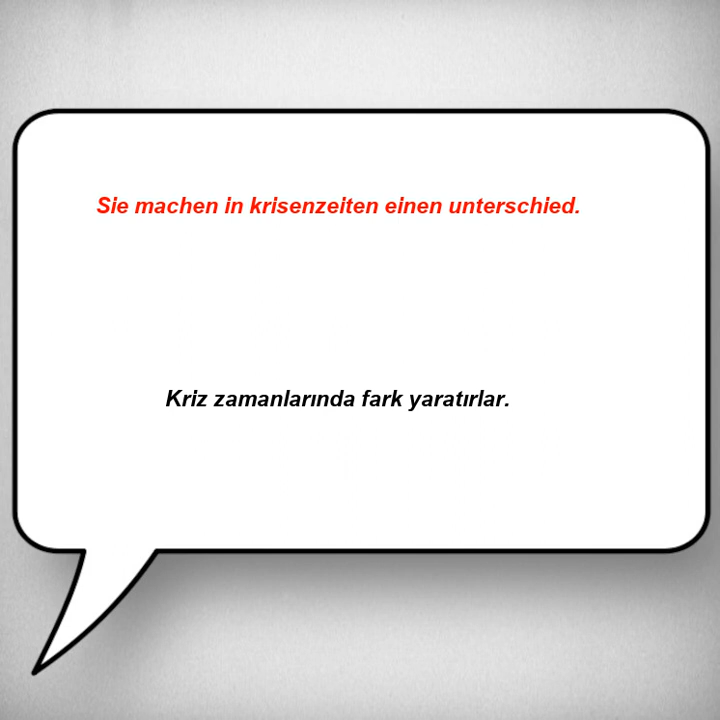 Sie machen in krisenzeiten einen unterschied.
Kriz zamanlarında fark yaratırlar.